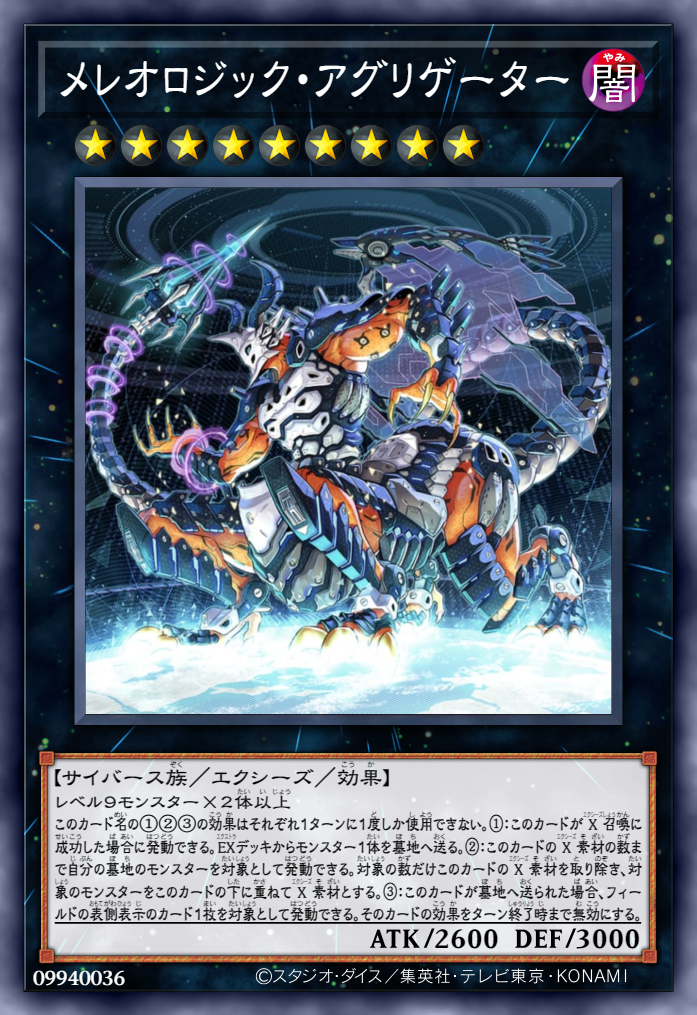 メレオロジック・アグリゲーター
闇
【サイバース族／エクシーズ／効果】
レベル９モンスター×２体以上
このカード名の①②③の効果はそれぞれ1ターンに1度しか使用できない。①：このカードが X 召喚に
成功した場合に発動できる。EXデッキからモンスター1体を墓地へ送る。②：このカードの X 素材の数ま
で自分の墓地のモンスターを対象として発動できる。対象の数だけこのカードの X 素材を取り除き、対
象のモンスターをこのカードの下に重ねて X 素材とする。③：このカードが墓地へ送られた場合、フィー
ルドの表側表示のカード1枚を対象として発動できる。そのカードの効果をターン終了時まで無効にする。
ATK/2600 DEF/3000
09940036 ©スタジオ・ダイス／集英社・テレビ東京・KONAMI